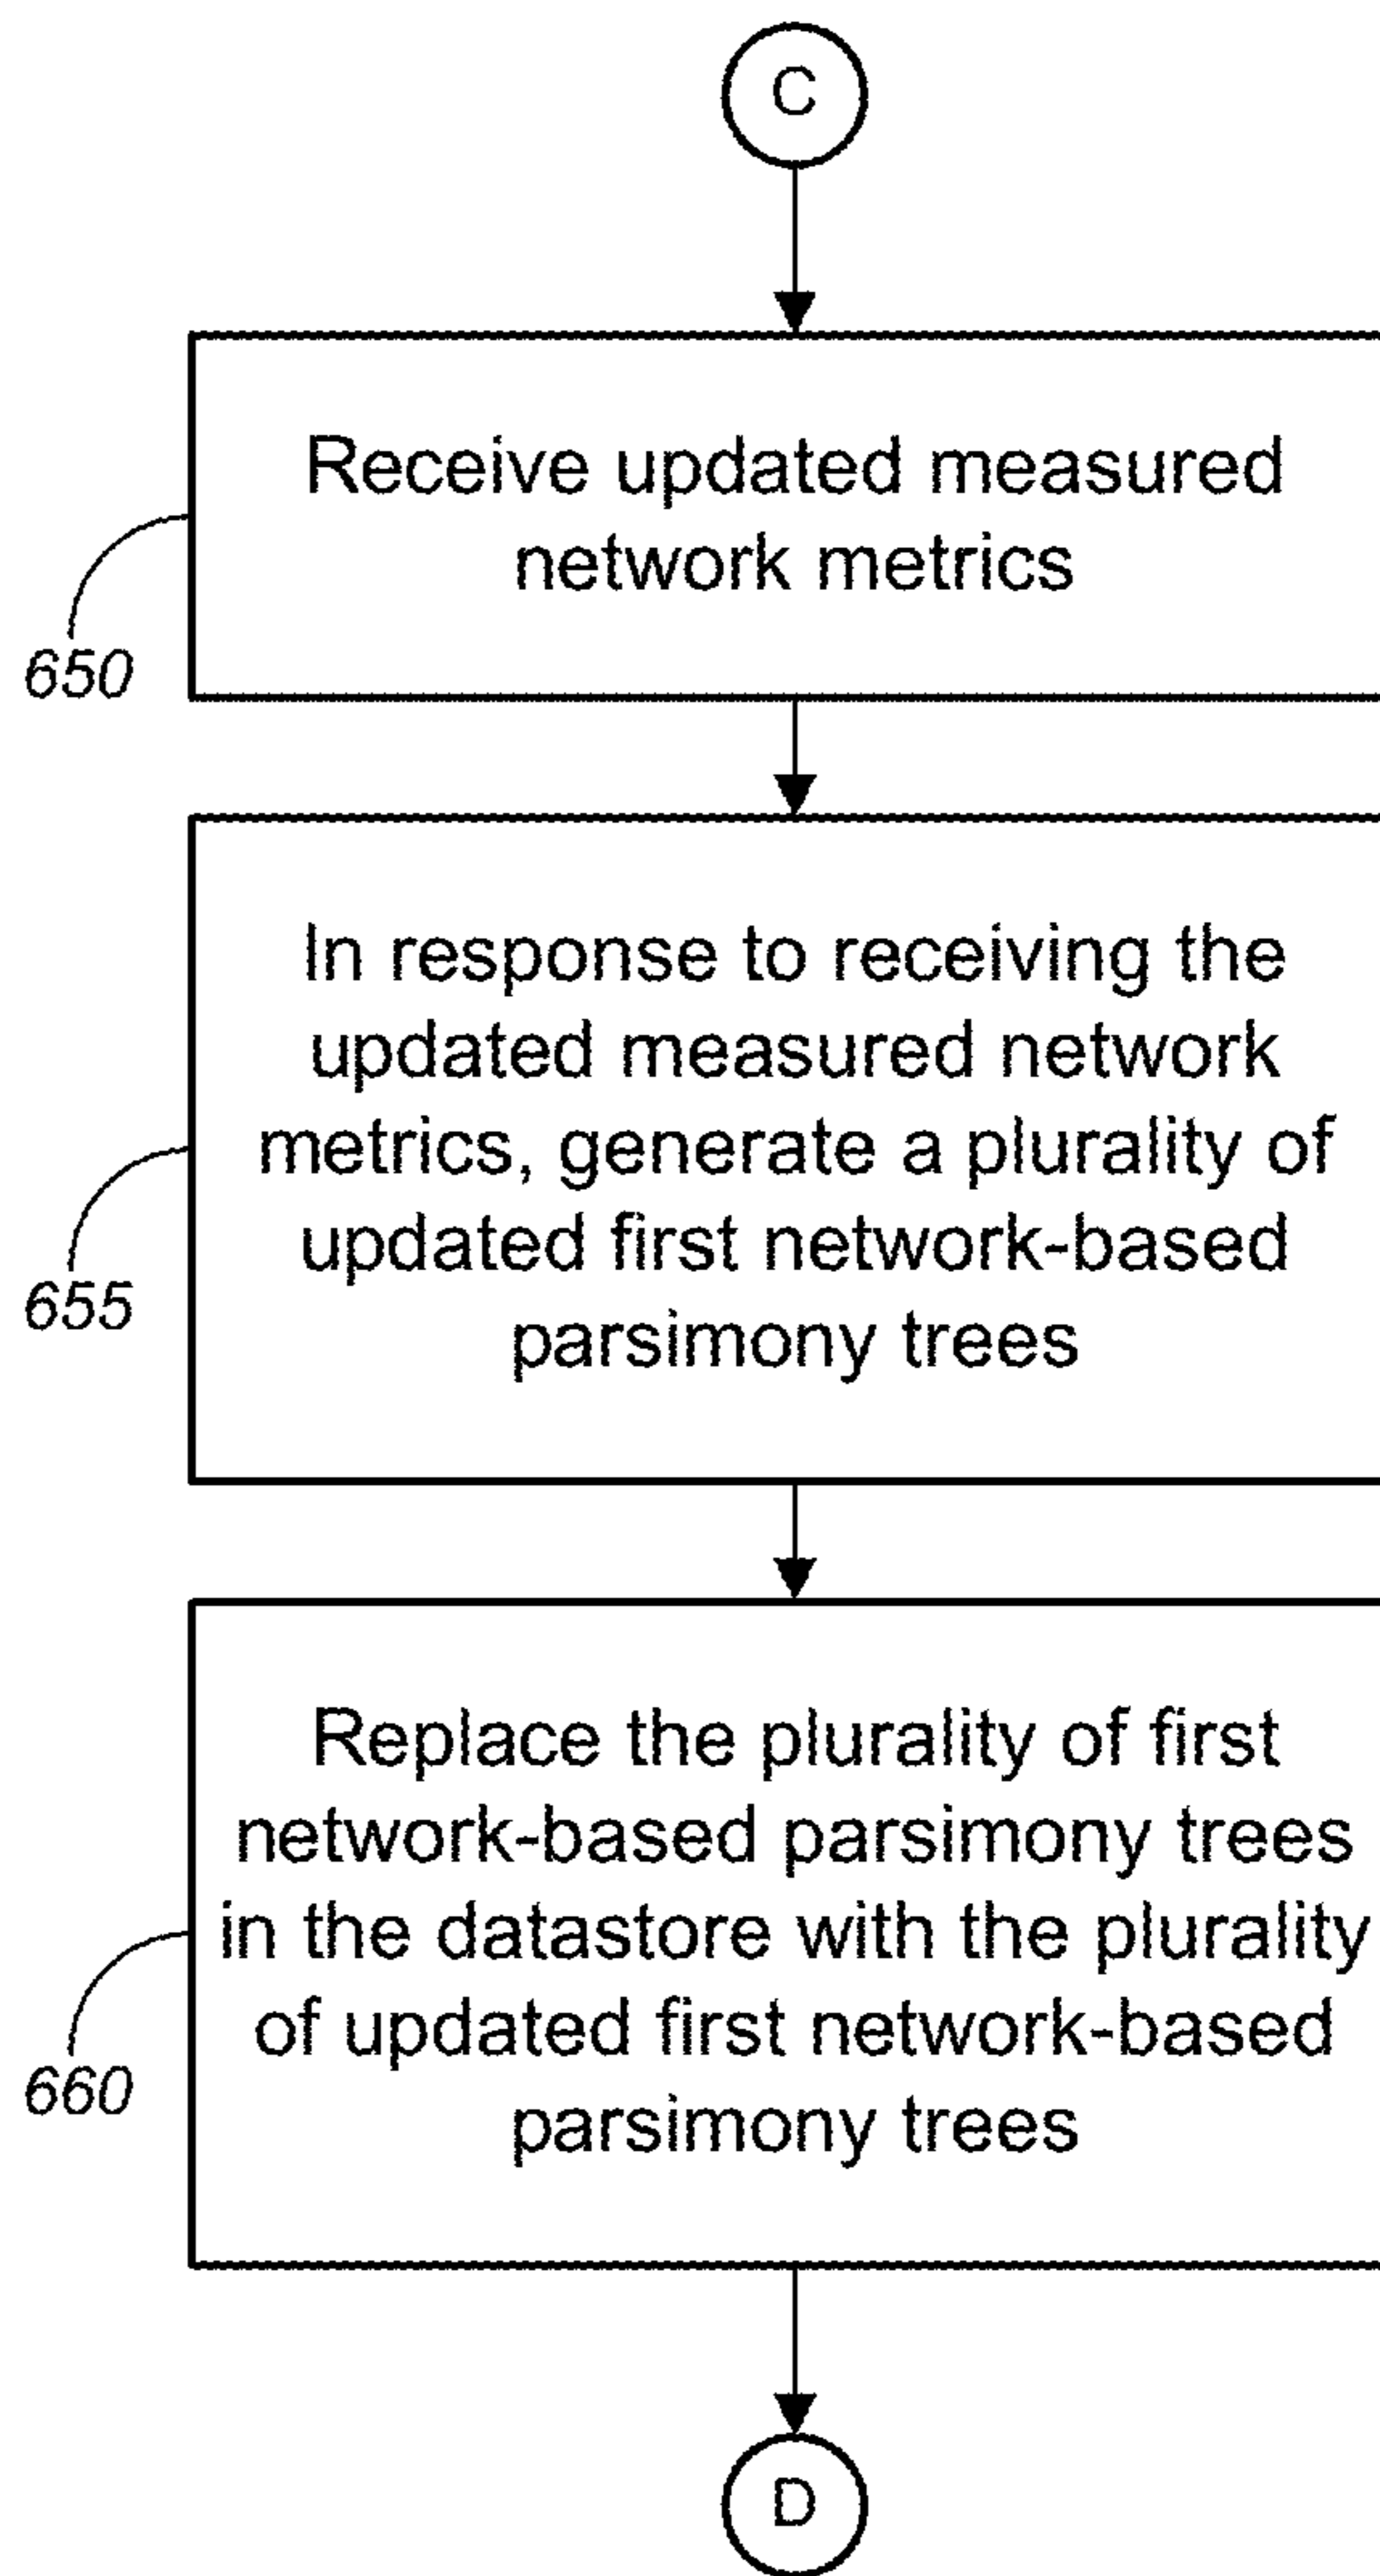 C
Receive updated measured
network metrics
650
In response to receiving the
updated measured network
metrics, generate a plurality of
updated first network-based
parsimony trees
655
Replace the plurality of first
network-based parsimony trees
in the datastore with the plurality
of updated first network-based
parsimony trees
660
D